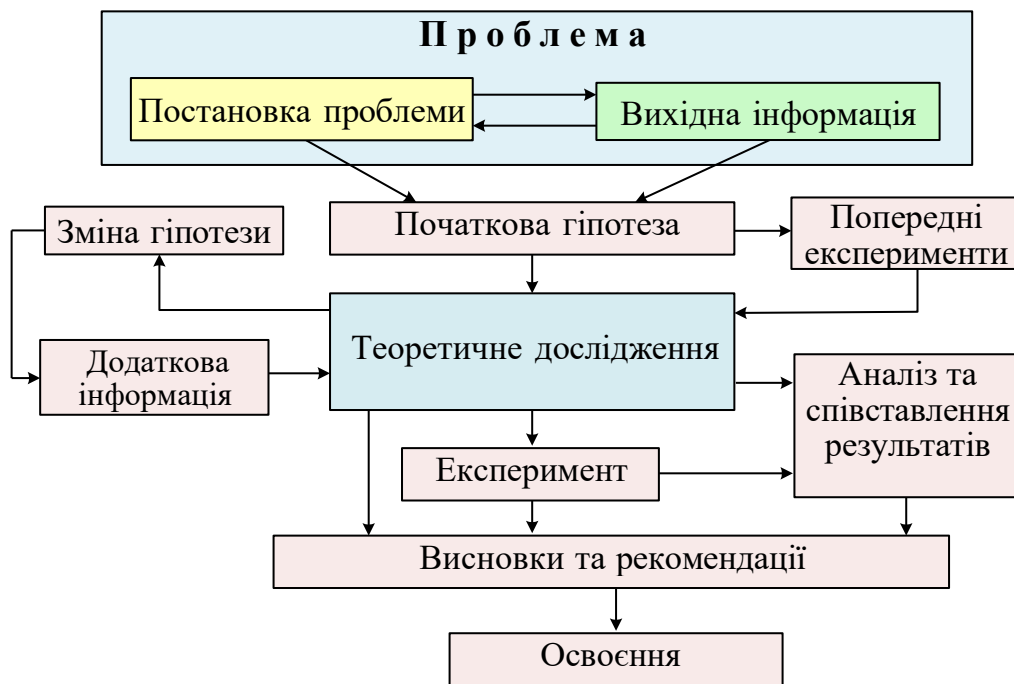 Проблема
Постановка проблеми
Вихідна інформація
Зміна гіпотези
Початкова гіпотеза
Попередні
експерименти
Теоретичне дослідження
Додаткова
інформація
Аналіз та
співставлення
результатів
Експеримент
Висновки та рекомендації
Освоєння